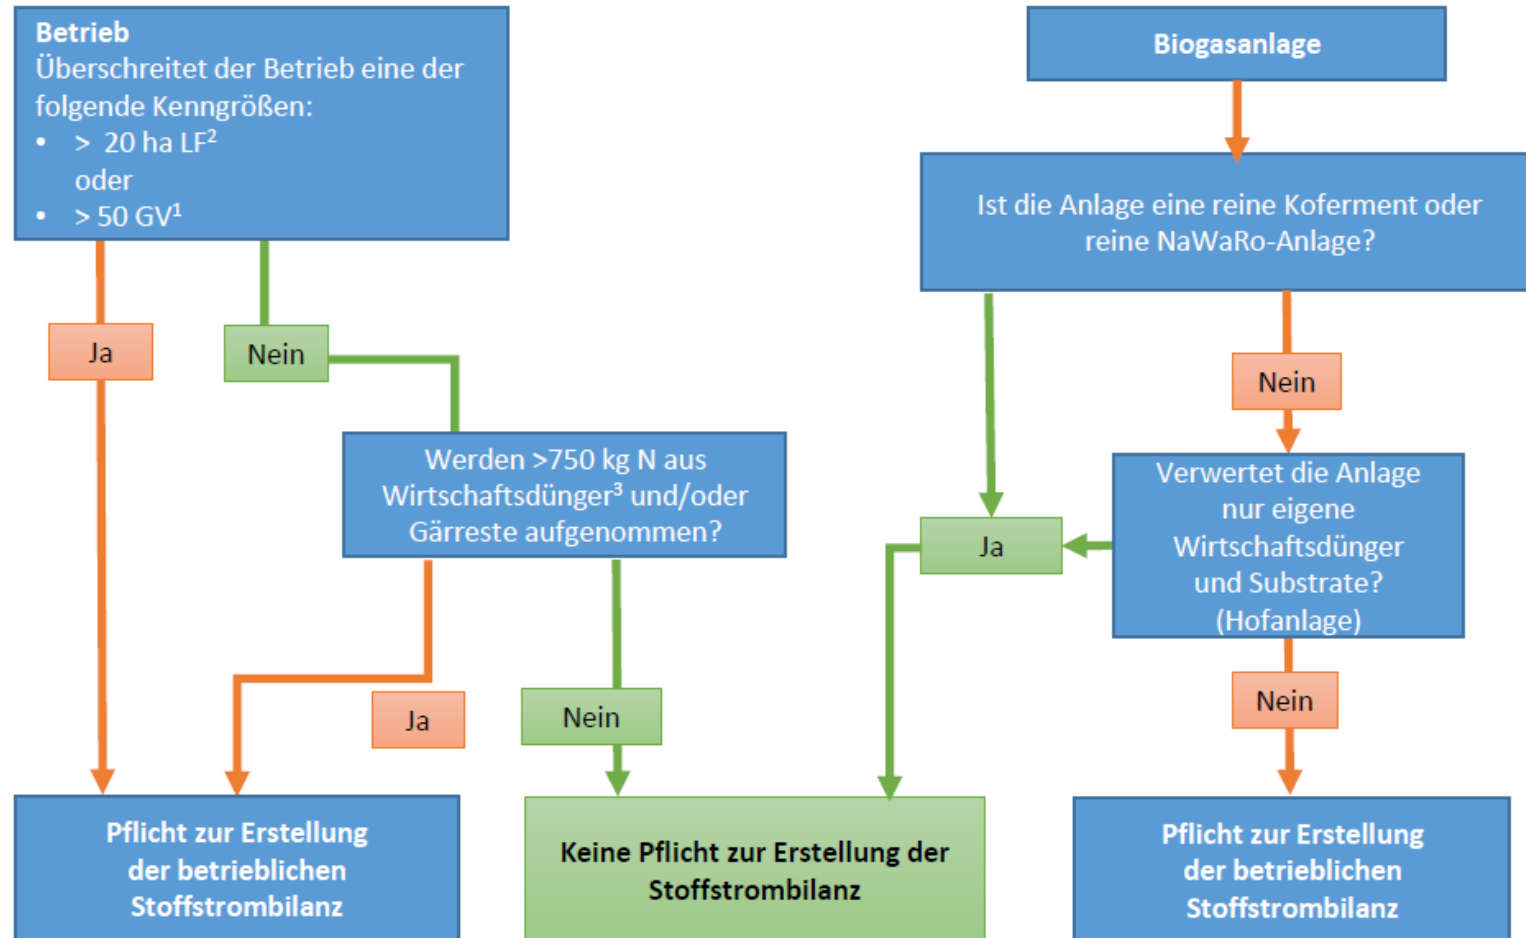 Betrieb
Überschreitet der Betrieb eine der
folgende Kenngrößen:
• > 20 ha LF²
oder
• > 50 GV¹
Ja
Nein
Werden >750 kg N aus
Wirtschaftsdünger³ und/oder
Gärreste aufgenommen?
Ja
Nein
Pflicht zur Erstellung
der betrieblichen
Stoffstrombilanz
Keine Pflicht zur Erstellung der
Stoffstrombilanz
Biogasanlage
Ist die Anlage eine reine Koferment oder
reine NaWaRo-Anlage?
Nein
Ja
Verwertet die Anlage
nur eigene
Wirtschaftsdünger
und Substrate?
(Hofanlage)
Nein
Pflicht zur Erstellung
der betrieblichen
Stoffstrombilanz